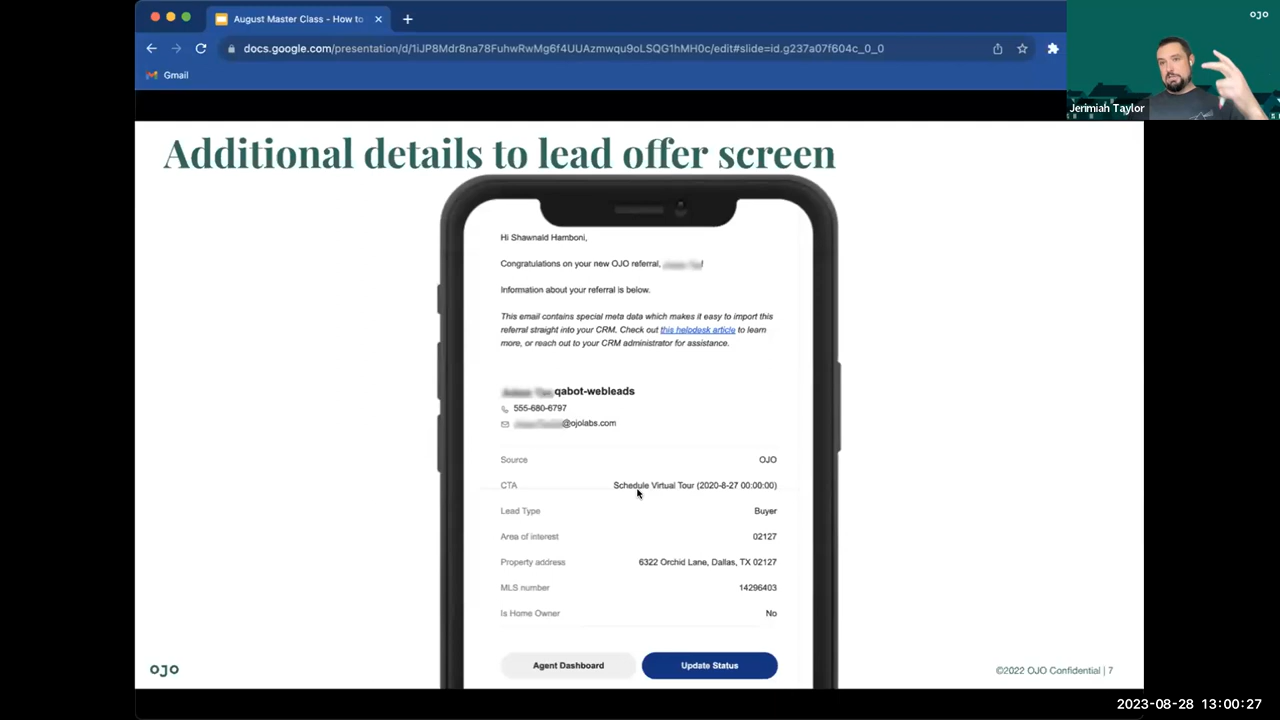 August Master Class - How to
docs.google.com/presentation/d/1iJP8Mdr8na78FuhwRwMg6f4UUAzmwqu9oLSQG1hMH0c/edit#slide=id.g237a07f604c_0_0
Gmail
ojo
Jerimiah Taylor
Additional details to lead offer screen
Hi Shawnald Hamboni,
Congratulations on your new OJO referral, !
Information about your referral is below.
This email contains special meta data which makes it easy to import this
referral straight into your CRM. Check out this helpdesk article to learn
more, or reach out to your CRM administrator for assistance.
qabot-webleads
555-680-6797
@ojolabs.com
Source OJO
CTA Schedule Virtual Tour (2020-8-27 00:00:00)
Lead Type Buyer
Area of interest 02127
Property address 6322 Orchid Lane, Dallas, TX 02127
MLS number 14296403
Is Home Owner No
Agent Dashboard Update Status
ojo
©2022 OJO Confidential | 7
2023-08-28 13:00:27